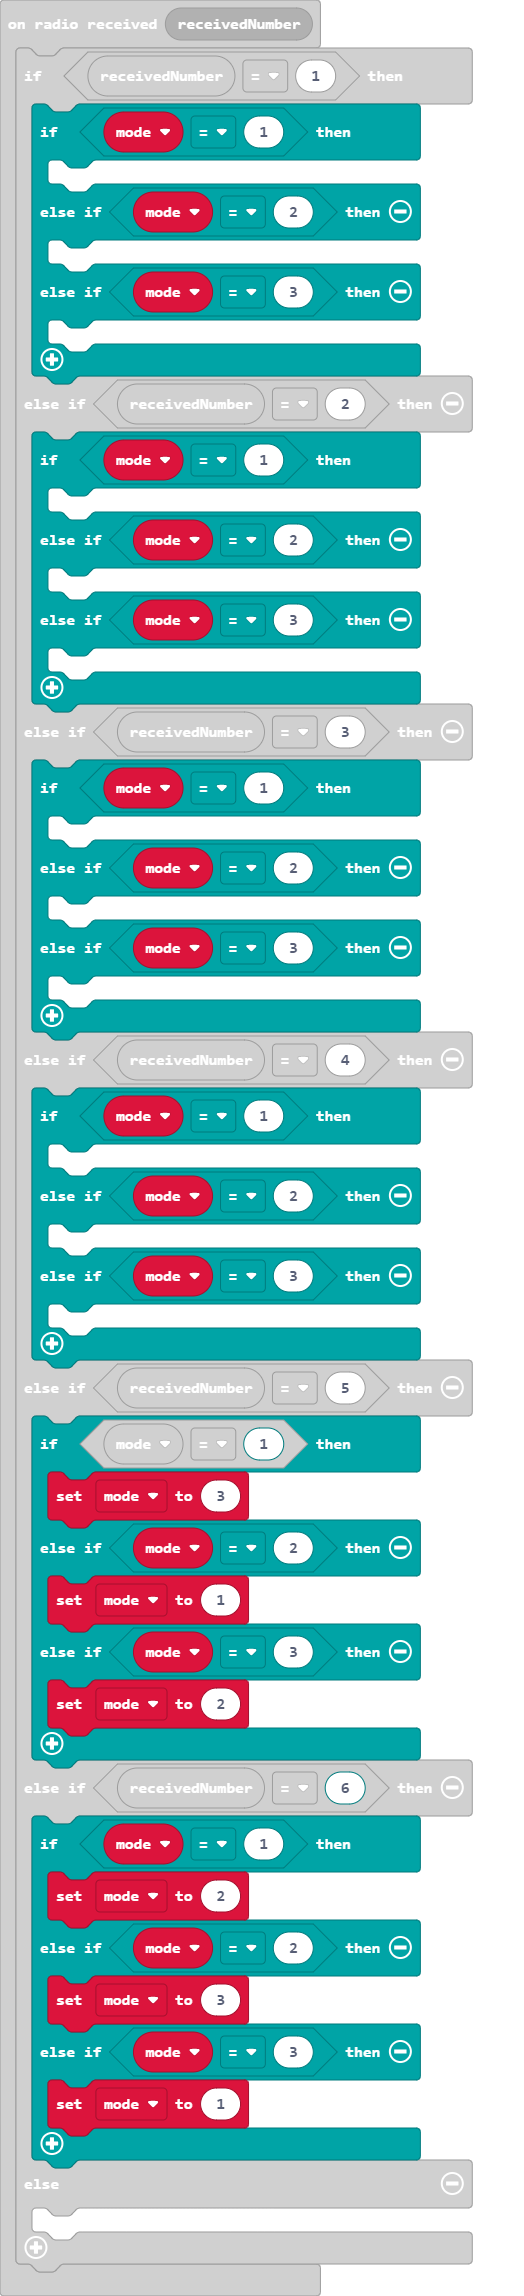 on radio received receivedNumber
if receivedNumber = 1 then
if mode = 1 then
else if mode = 2 then
else if mode = 3 then
else if receivedNumber = 2 then
if mode = 1 then
else if mode = 2 then
else if mode = 3 then
else if receivedNumber = 3 then
if mode = 1 then
else if mode = 2 then
else if mode = 3 then
else if receivedNumber = 4 then
if mode = 1 then
else if mode = 2 then
else if mode = 3 then
else if receivedNumber = 5 then
if mode = 1 then
set mode to 3
else if mode = 2 then
set mode to 1
else if mode = 3 then
set mode to 2
else if receivedNumber = 6 then
if mode = 1 then
set mode to 2
else if mode = 2 then
set mode to 3
else if mode = 3 then
set mode to 1
else